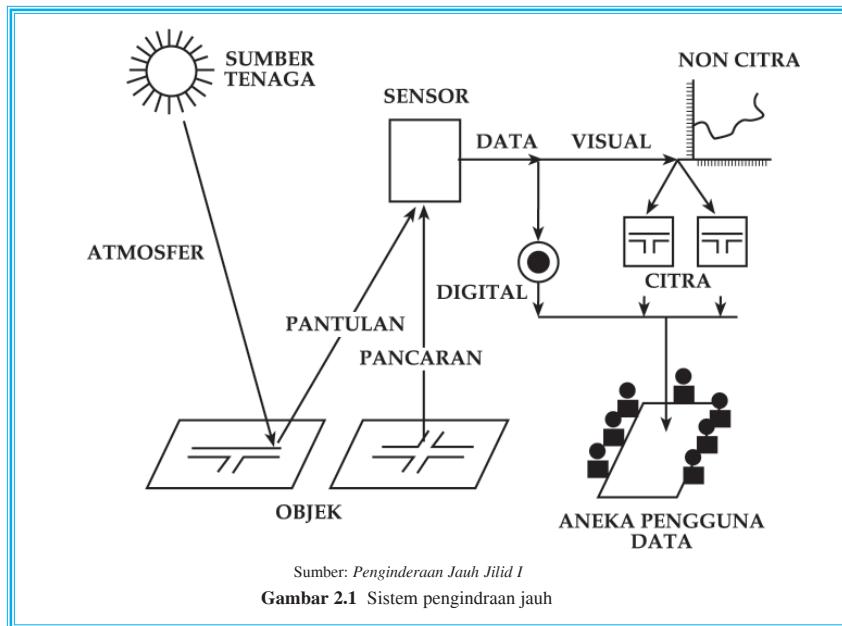 SUMBER
TENAGA
NON CITRA
SENSOR
DATA
VISUAL
ATMOSFER
DIGITAL
CITRA
PANTULAN
PANCARAN
OBJEK
ANEKA PENGGUNA
DATA
Sumber: Penginderaan Jauh Jilid I
Gambar 2.1 Sistem pengindraan jauh